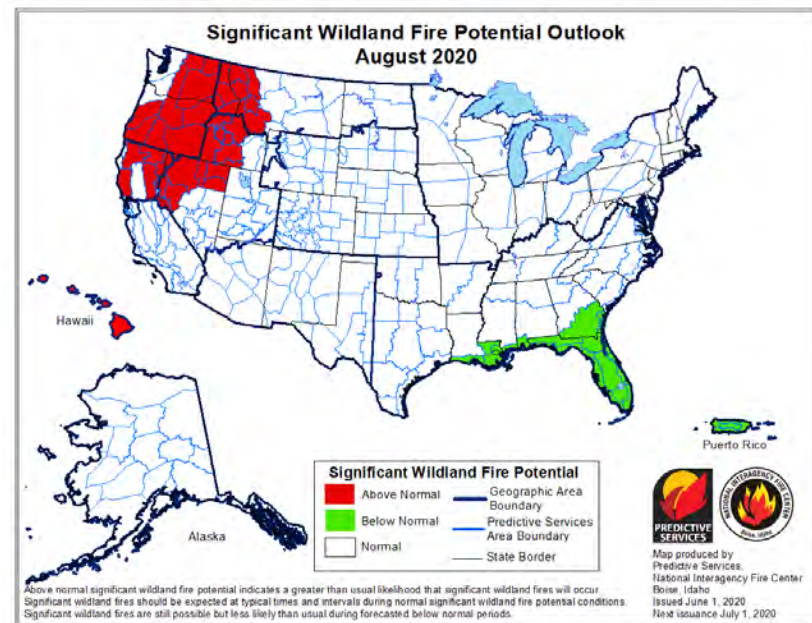 Significant Wildland Fire Potential Outlook
August 2020
Hawaii
Alaska
Puerto Rico
Significant Wildland Fire Potential
Above Normal
Below Normal
Normal
Geographic Area
Boundary
Predictive Services
Area Boundary
State Border
PREDICTIVE
SERVICES
NATIONAL INTERAGENCY FIRE CENTER
Boise, Idaho
Map produced by
Predictive Services,
National Interagency Fire Center
Boise, Idaho
Issued June 1, 2020
Next issuance July 1, 2020
Above normal significant wildland fire potential indicates a greater than usual likelihood that significant wildland fires will occur.
Significant wildland fires should be expected at typical times and intervals during normal significant wildland fire potential conditions.
Significant wildland fires are still possible but less likely than usual during forecasted below normal periods.